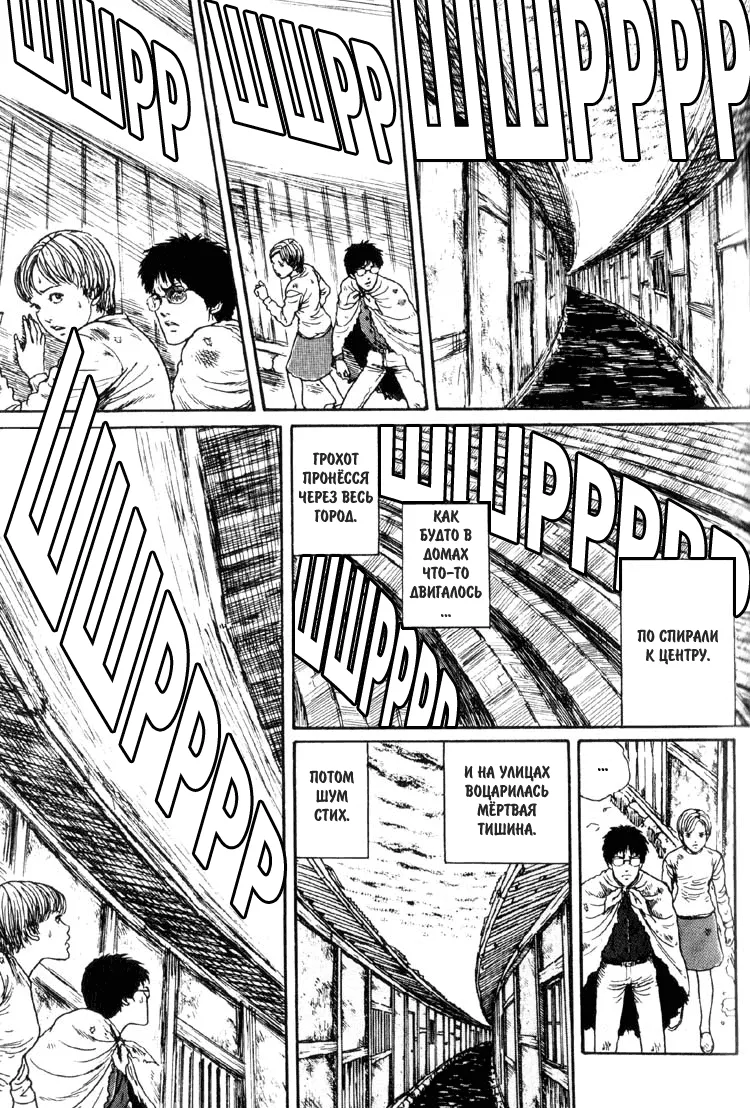 ШШРР
ШШРР
ШШРРРР
ШШРРРР
ГРОХОТ
ПРОНЁССЯ
ЧЕРЕЗ ВЕСЬ
ГОРОД.
ШШРРРРР
КАК
БУДТО В
ДОМАХ
ЧТО-ТО
ДВИГАЛОСЬ
...
ШШРРРР
ПО СПИРАЛИ
К ЦЕНТРУ.
ПОТОМ
ШУМ
СТИХ.
И НА УЛИЦАХ
ВОЦАРИЛАСЬ
МЁРТВАЯ
ТИШИНА.
...